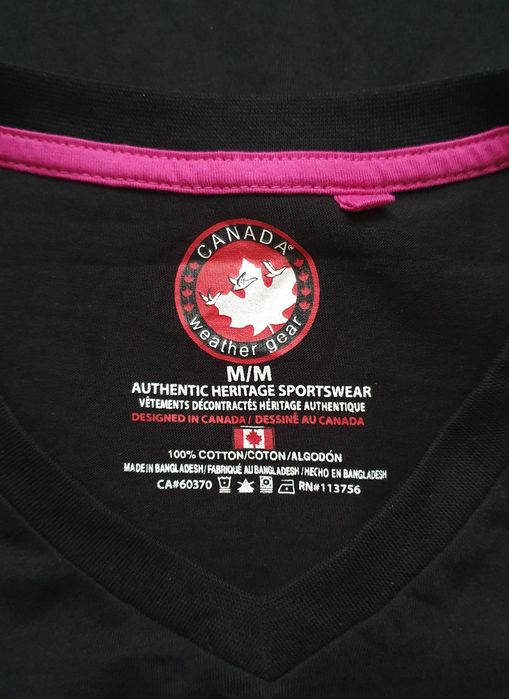 CANADA®
weather gear
M/M
AUTHENTIC HERITAGE SPORTSWEAR
VÊTEMENTS DÉCONTRACTÉS HÉRITAGE AUTHENTIQUE
DESIGNED IN CANADA / DESSINÉ AU CANADA
100% COTTON/COTON/ALGODÓN
MADE IN BANGLADESH/FABRIQUÉ AU BANGLADESH/HECHO EN BANGLADESH
CA#60370 RN#113756